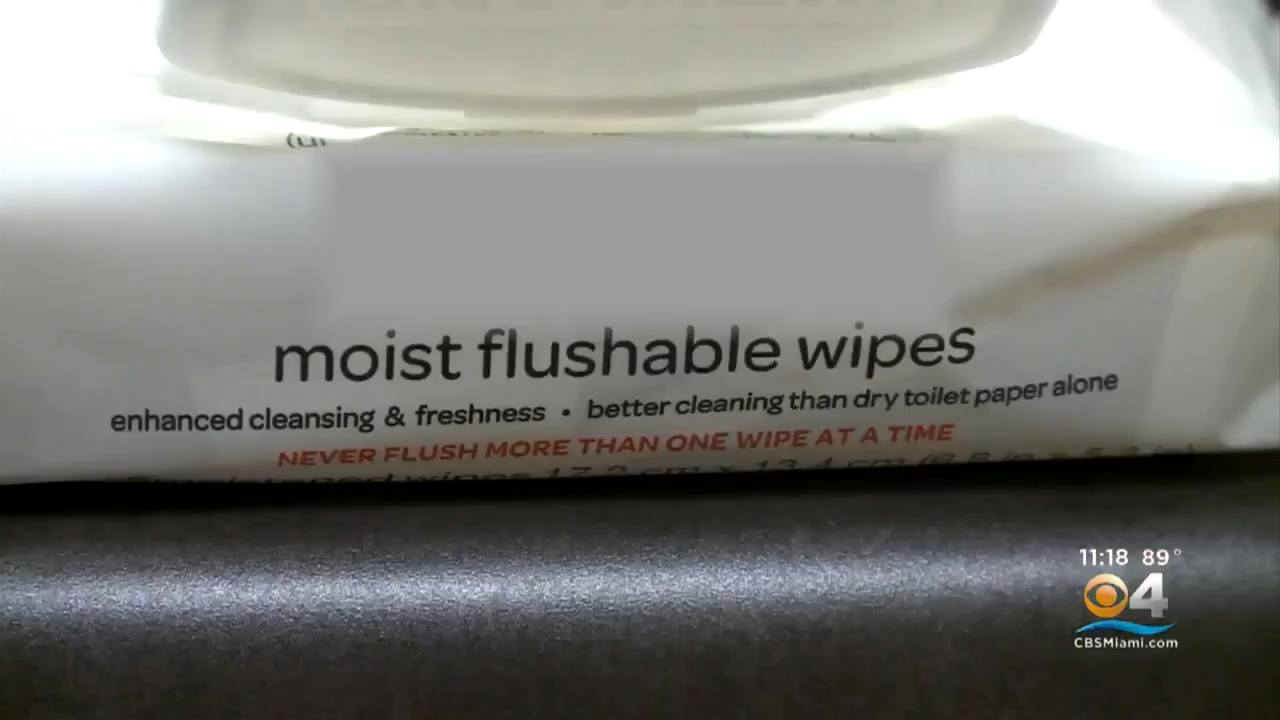 moist flushable wipes
enhanced cleansing & freshness • better cleaning than dry toilet paper alone
NEVER FLUSH MORE THAN ONE WIPE AT A TIME
11:18 89°
4
CBSMiami.com